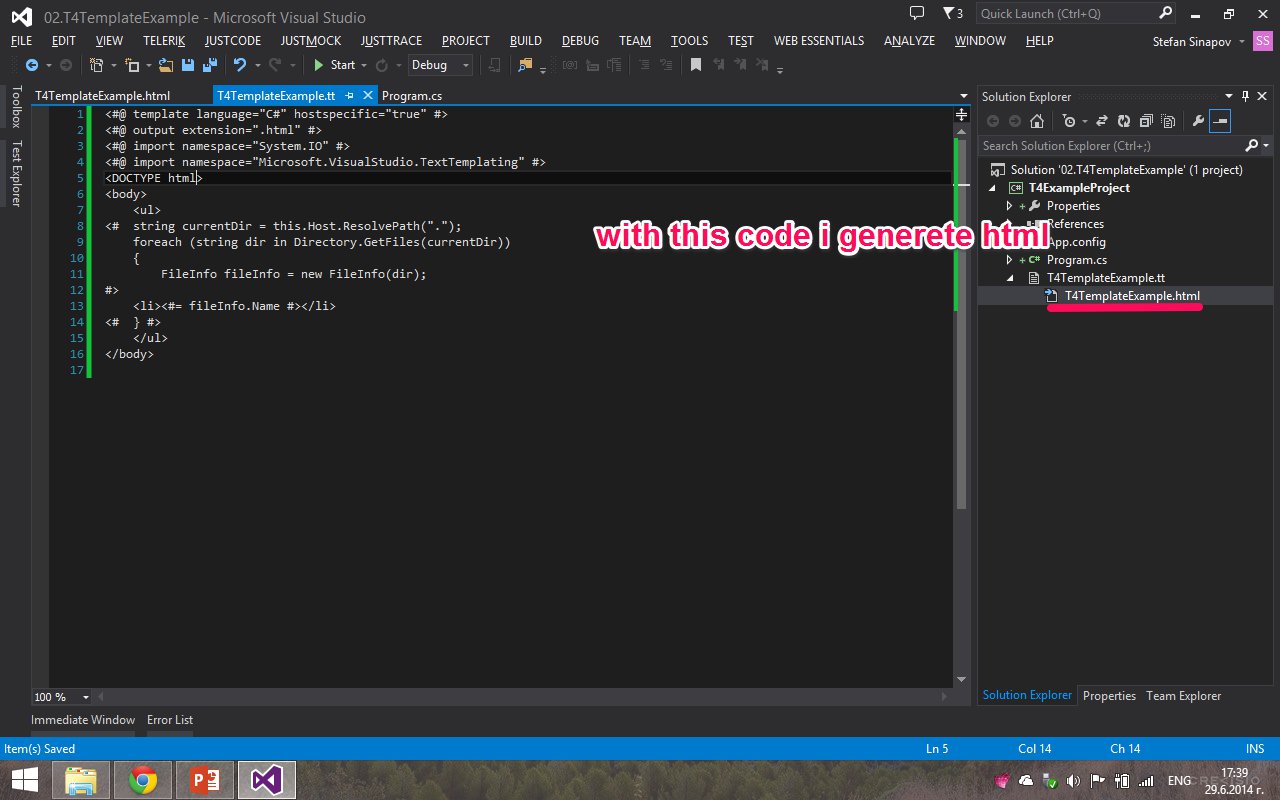 02.T4TemplateExample - Microsoft Visual Studio
3
Quick Launch (Ctrl+Q)
FILE EDIT VIEW TELERIK JUSTCODE JUSTMOCK JUSTTRACE PROJECT BUILD DEBUG TEAM TOOLS TEST WEB ESSENTIALS ANALYZE WINDOW HELP
Stefan Sinapov SS
Start Debug
Toolbox
Test Explorer
T4TemplateExample.html T4TemplateExample.tt Program.cs
1 <#@ template language="C#" hostspecific="true" #>
2 <#@ output extension=".html" #>
3 <#@ import namespace="System.IO" #>
4 <#@ import namespace="Microsoft.VisualStudio.TextTemplating" #>
5 <DOCTYPE html>
6 <body>
7 <ul>
8 <# string currentDir = this.Host.ResolvePath(".");
9 foreach (string dir in Directory.GetFiles(currentDir))
10 {
11 FileInfo fileInfo = new FileInfo(dir);
12 #>
13 <li><#= fileInfo.Name #></li>
14 <# } #>
15 </ul>
16 </body>
17
with this code i generete html
Solution Explorer
Search Solution Explorer (Ctrl+;)
Solution '02.T4TemplateExample' (1 project)
C# T4ExampleProject
Properties
References
App.config
C# Program.cs
T4TemplateExample.tt
T4TemplateExample.html
100 %
Solution Explorer Properties Team Explorer
Immediate Window Error List
Item(s) Saved Ln 5 Col 14 Ch 14 INS
ENG
17:39
29.6.2014 г.